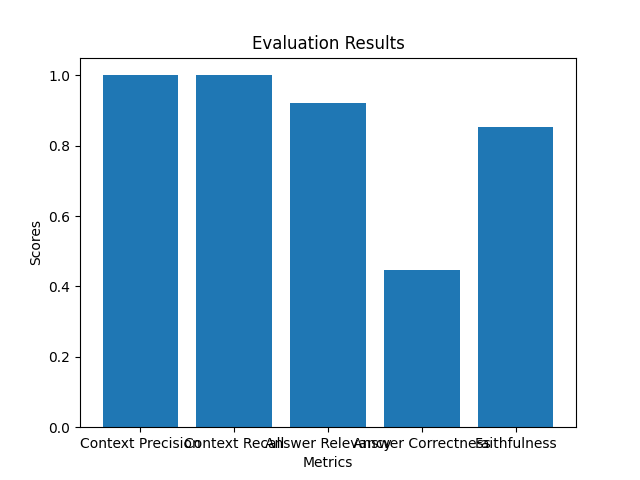 Evaluation Results
1.0
0.8
0.6
0.4
0.2
0.0
Scores
Context Precision Context Recall Answer Relevancy Answer Correctness Faithfulness
Metrics